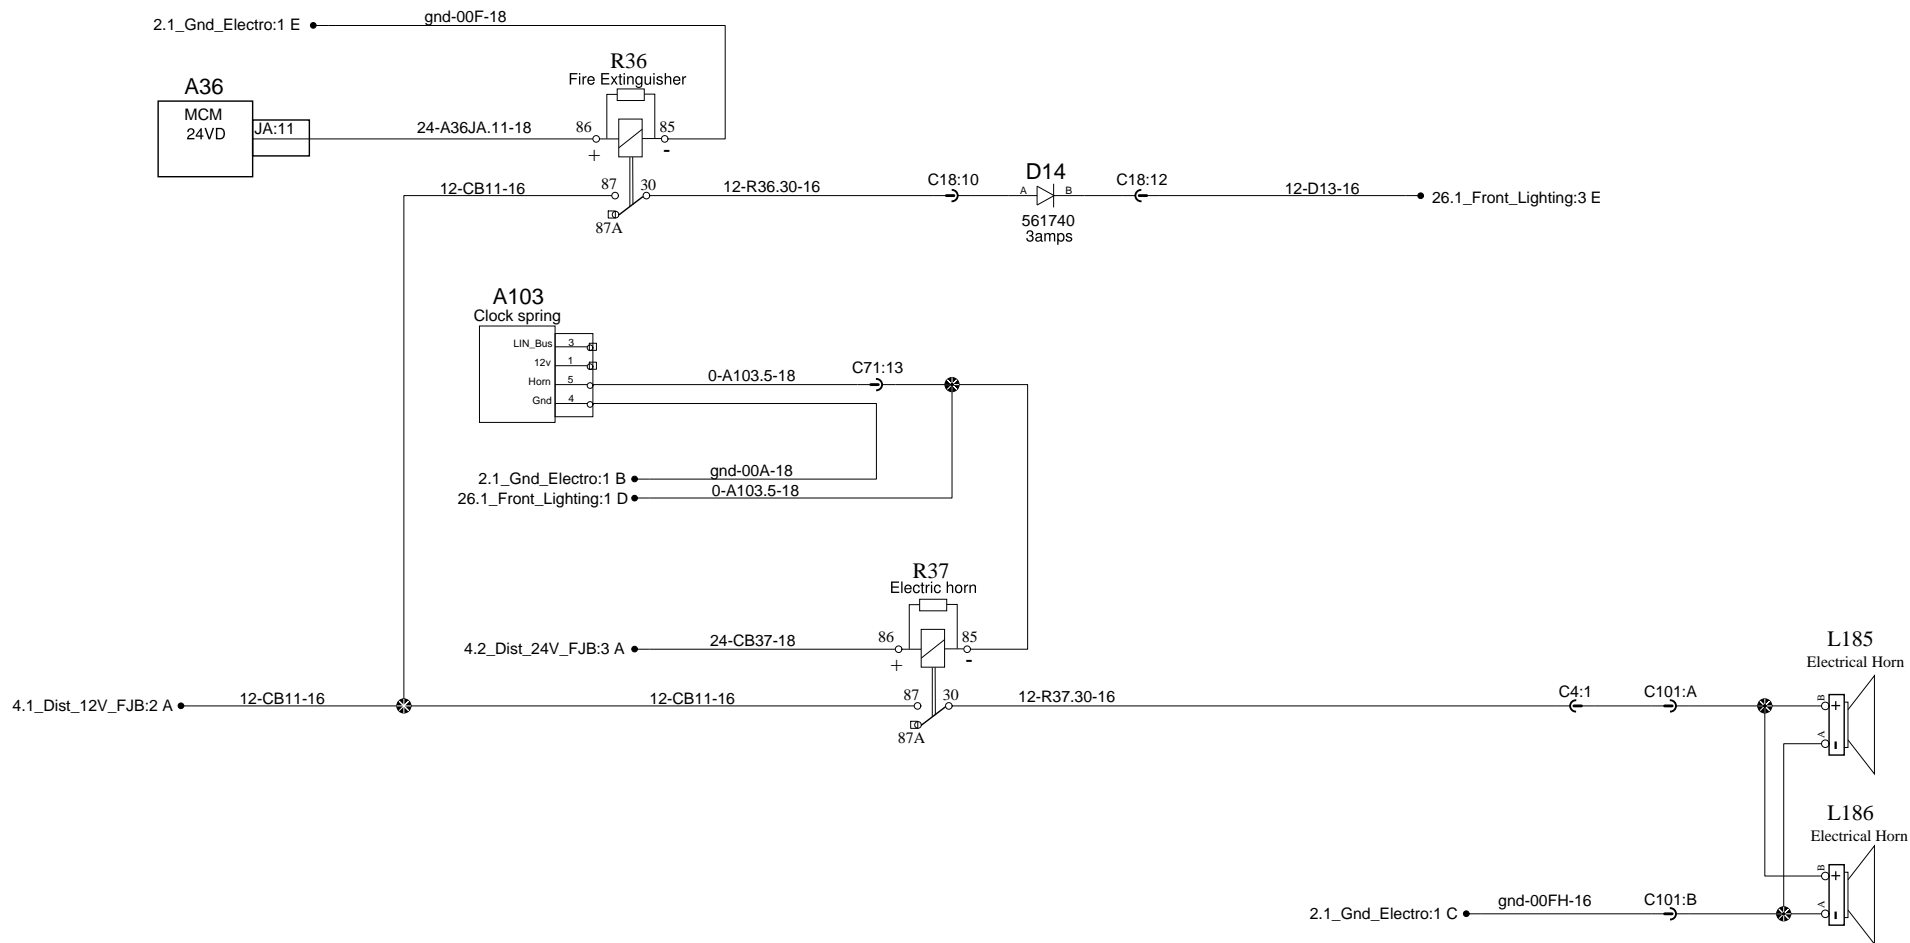 gnd-00F-18
2.1_Gnd_Electro:1 E
R36
Fire Extinguisher
A36
MCM
24VD
JA:11
24-A36JA.11-18
86
85
+
-
12-CB11-16
87
30
87A
12-R36.30-16
C18:10
D14
A
B
561740
3amps
C18:12
12-D13-16
26.1_Front_Lighting:3 E
A103
Clock spring
LIN_Bus
3
12v
1
Horn
5
Gnd
4
0-A103.5-18
C71:13
2.1_Gnd_Electro:1 B
gnd-00A-18
26.1_Front_Lighting:1 D
0-A103.5-18
R37
Electric horn
4.2_Dist_24V_FJB:3 A
24-CB37-18
86
85
+
-
4.1_Dist_12V_FJB:2 A
12-CB11-16
12-CB11-16
87
30
87A
12-R37.30-16
C4:1
C101:A
L185
Electrical Horn
B
+
A
-
L186
Electrical Horn
B
+
A
-
2.1_Gnd_Electro:1 C
gnd-00FH-16
C101:B